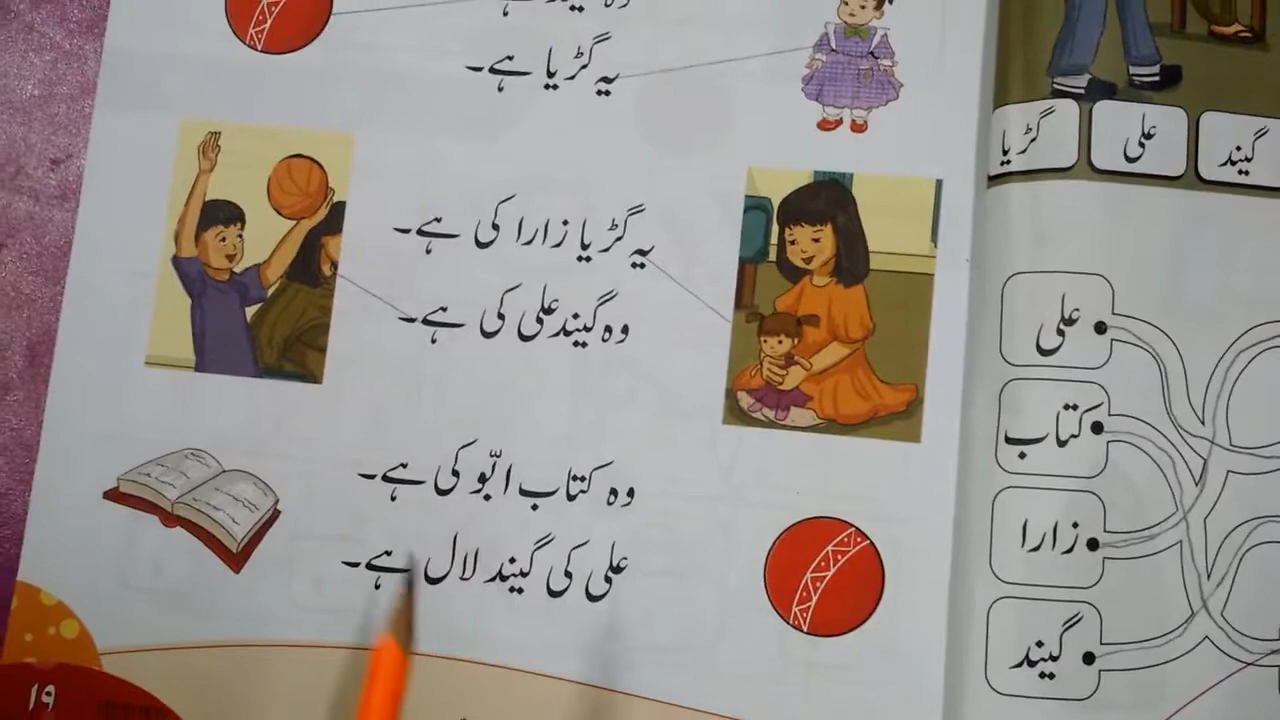 یہ گڑیا ہے۔
یہ گڑیا زارا کی ہے۔
وہ گیند علی کی ہے۔
وہ کتاب ابّو کی ہے۔
علی کی گیند لال ہے۔
۱۹
گیند
علی
گڑیا
علی
کتاب
زارا
گیند